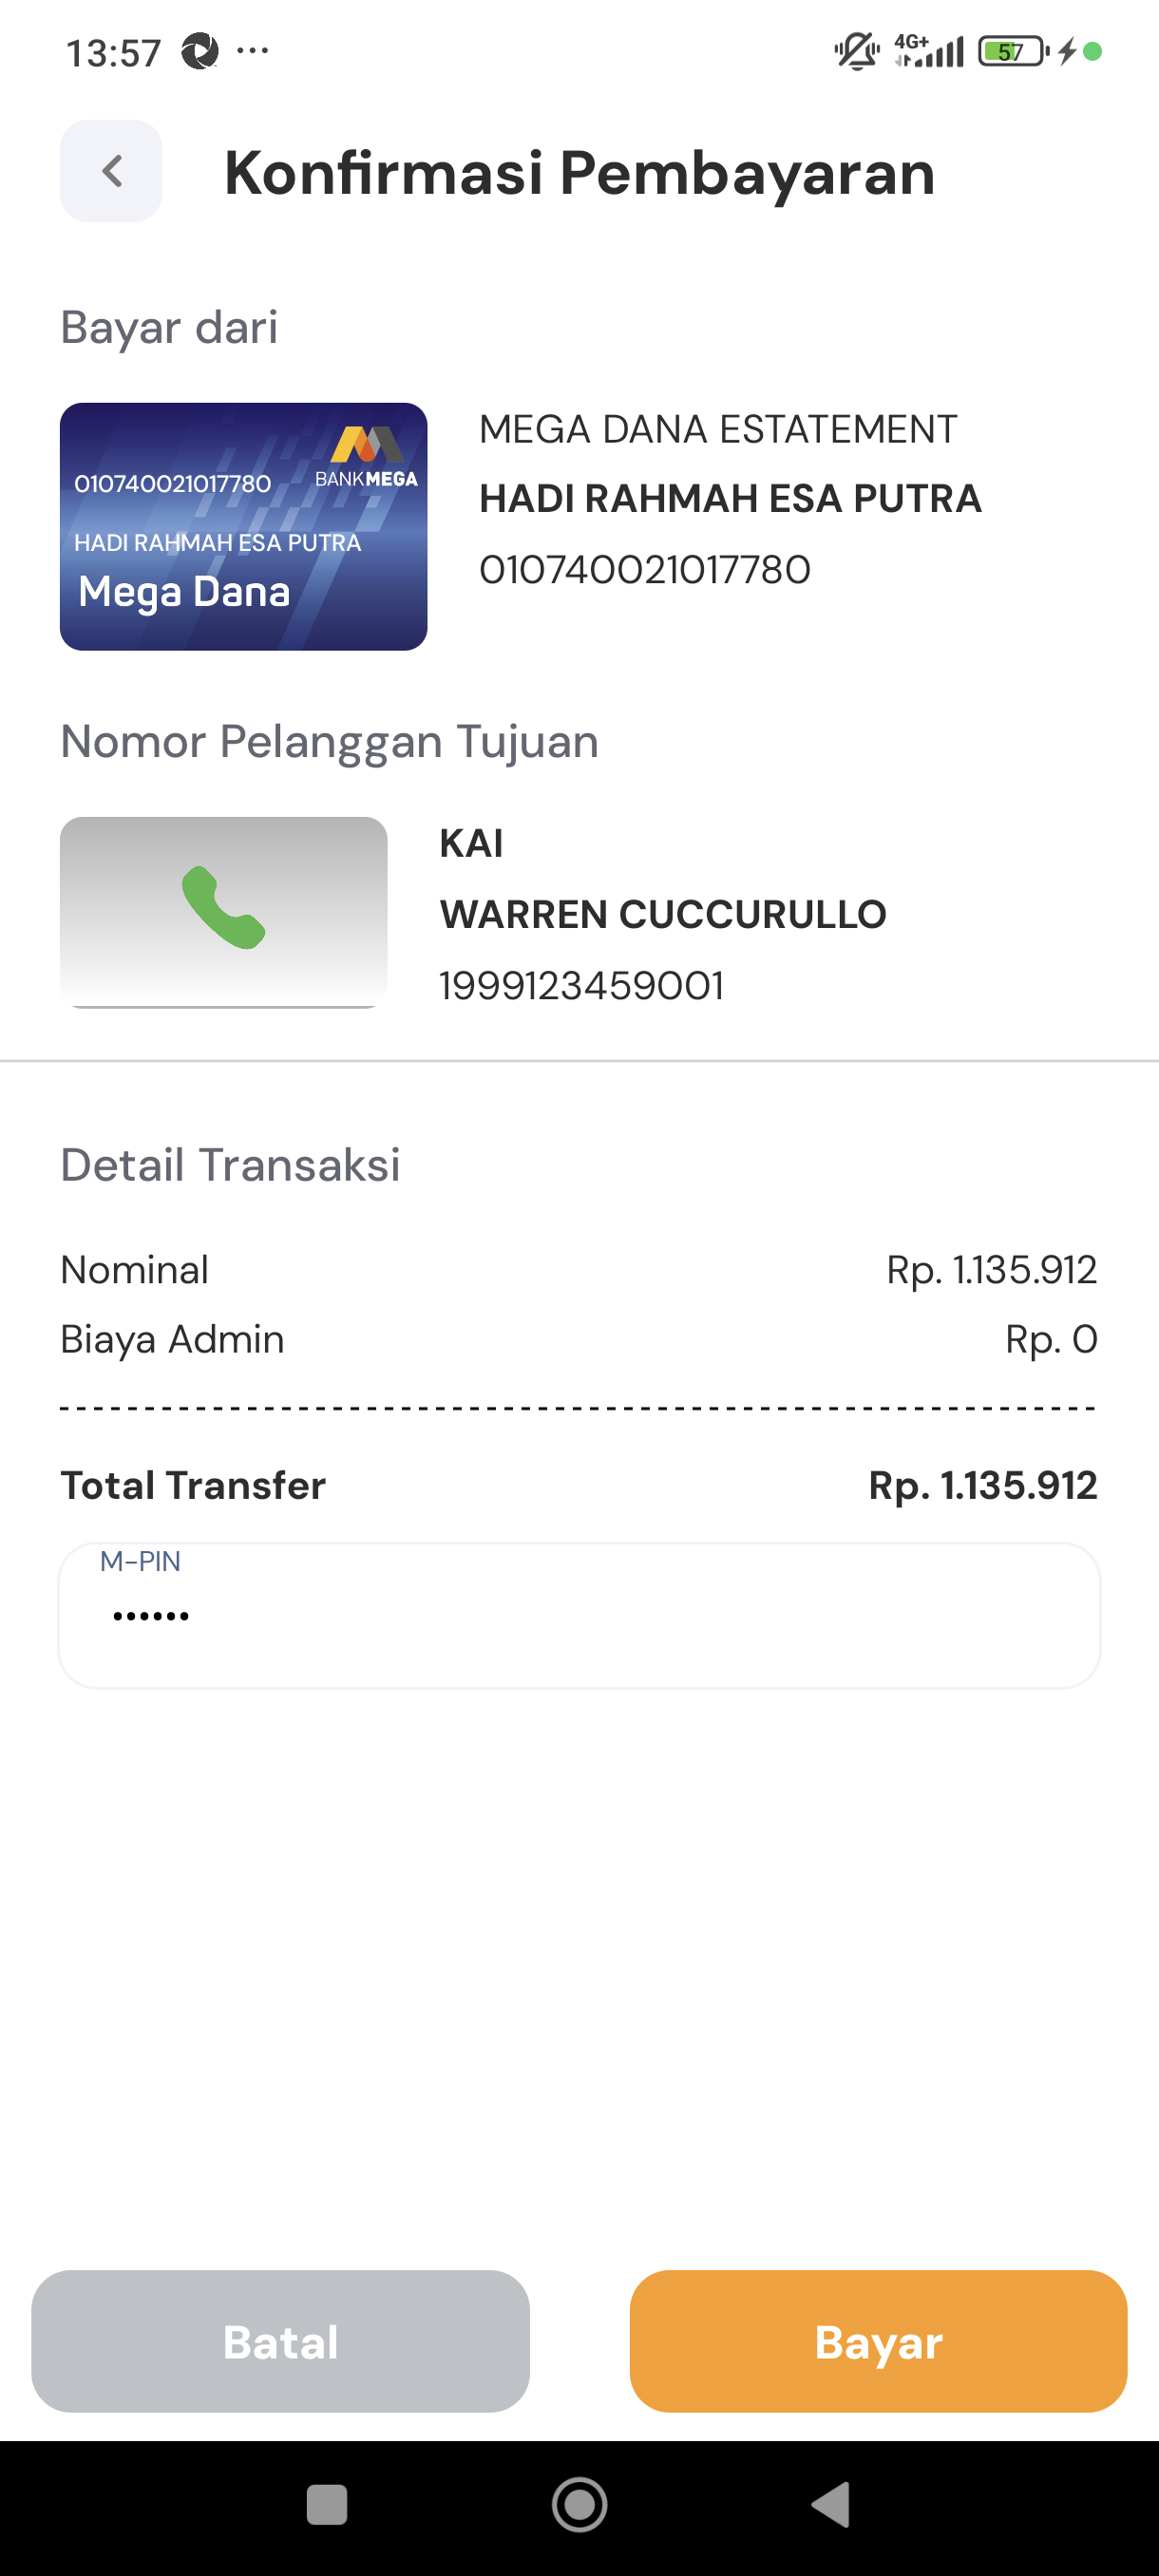 13:57
4G+
57
Konfirmasi Pembayaran
Bayar dari
010740021017780
BANK MEGA
HADI RAHMAH ESA PUTRA
Mega Dana
MEGA DANA ESTATEMENT
HADI RAHMAH ESA PUTRA
010740021017780
Nomor Pelanggan Tujuan
KAI
WARREN CUCCURULLO
1999123459001
Detail Transaksi
Nominal Rp. 1.135.912
Biaya Admin Rp. 0
Total Transfer Rp. 1.135.912
M-PIN
••••••
Batal
Bayar